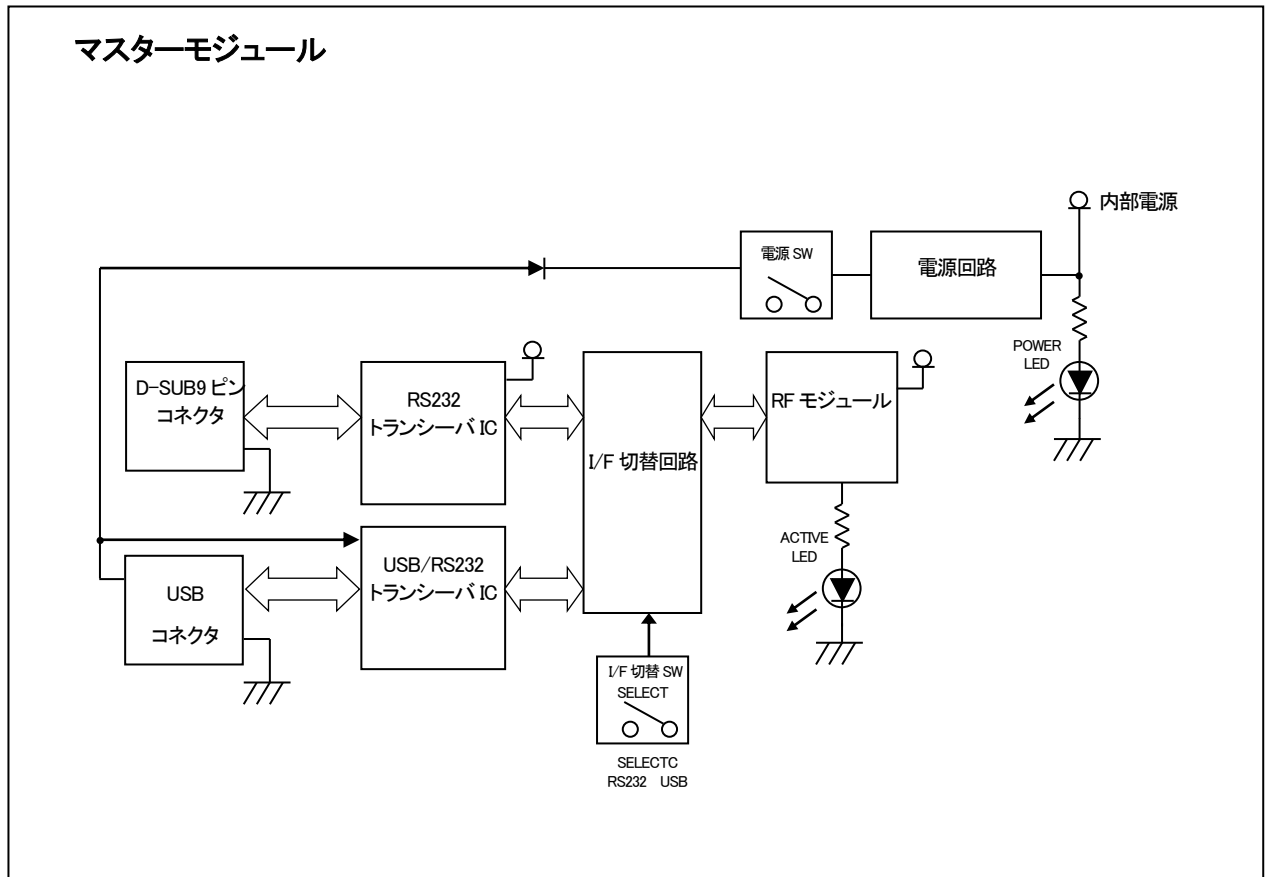 マスターモジュール
内部電源
電源 SW
電源回路
POWER
LED
D-SUB9 ピン
コネクタ
RS232
トランシーバ IC
I/F 切替回路
RF モジュール
ACTIVE
LED
USB
コネクタ
USB/RS232
トランシーバ IC
I/F 切替 SW
SELECT
SELECTC
RS232 USB